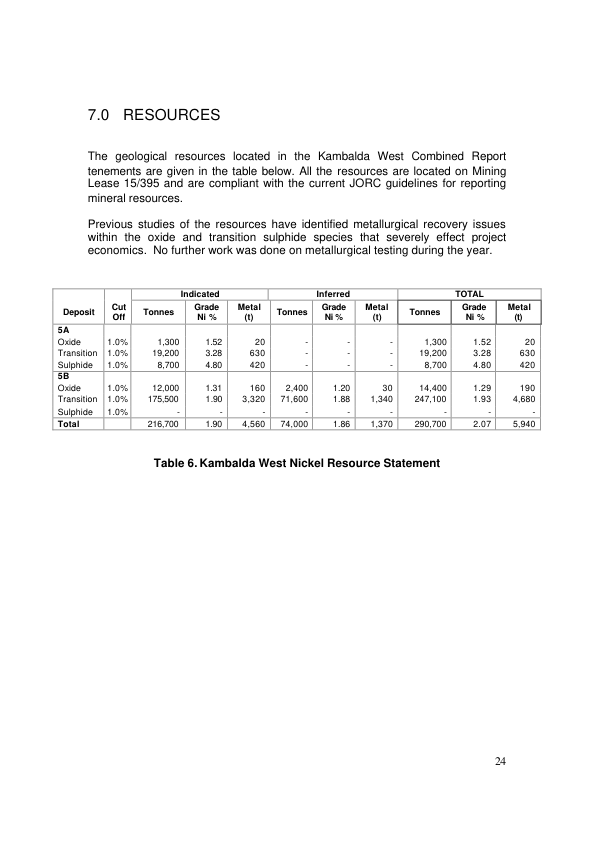 7.0 RESOURCES
The geological resources located in the Kambalda West Combined Report
tenements are given in the table below. All the resources are located on Mining
Lease 15/395 and are compliant with the current JORC guidelines for reporting
mineral resources.
Previous studies of the resources have identified metallurgical recovery issues
within the oxide and transition sulphide species that severely effect project
economics. No further work was done on metallurgical testing during the year.
Indicated Inferred TOTAL
Deposit Cut Off Tonnes Grade Ni % Metal (t) Tonnes Grade Ni % Metal (t) Tonnes Grade Ni % Metal (t)
5A
Oxide 1.0% 1,300 1.52 20 - - - 1,300 1.52 20
Transition 1.0% 19,200 3.28 630 - - - 19,200 3.28 630
Sulphide 1.0% 8,700 4.80 420 - - - 8,700 4.80 420
5B
Oxide 1.0% 12,000 1.31 160 2,400 1.20 30 14,400 1.29 190
Transition 1.0% 175,500 1.90 3,320 71,600 1.88 1,340 247,100 1.93 4,680
Sulphide 1.0% - - - - - - - - -
Total 216,700 1.90 4,560 74,000 1.86 1,370 290,700 2.07 5,940
Table 6. Kambalda West Nickel Resource Statement
24